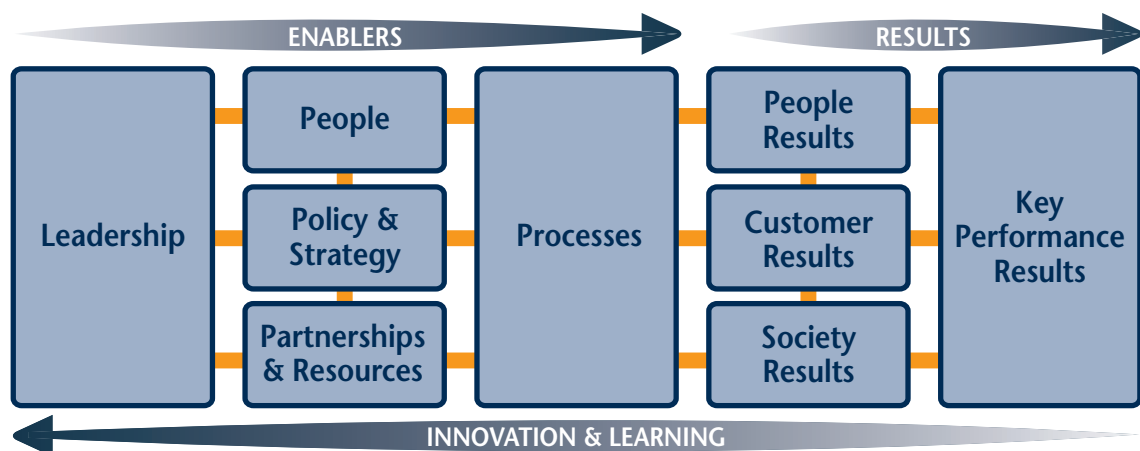 ENABLERS
RESULTS
Leadership
People
Policy &
Strategy
Partnerships
& Resources
Processes
People
Results
Customer
Results
Society
Results
Key
Performance
Results
INNOVATION & LEARNING